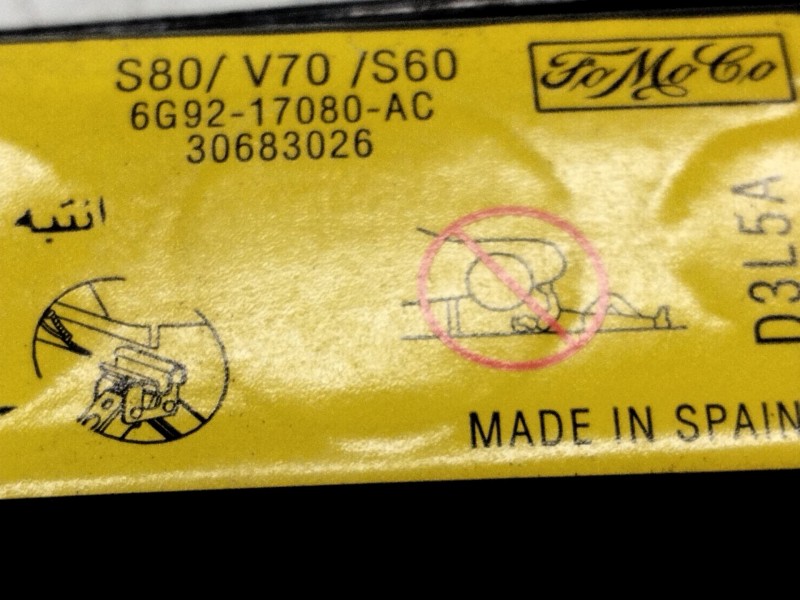 S80/ V70 /S60
6G92-17080-AC
30683026
FoMoCo
انتبه
D3L5A
MADE IN SPAIN